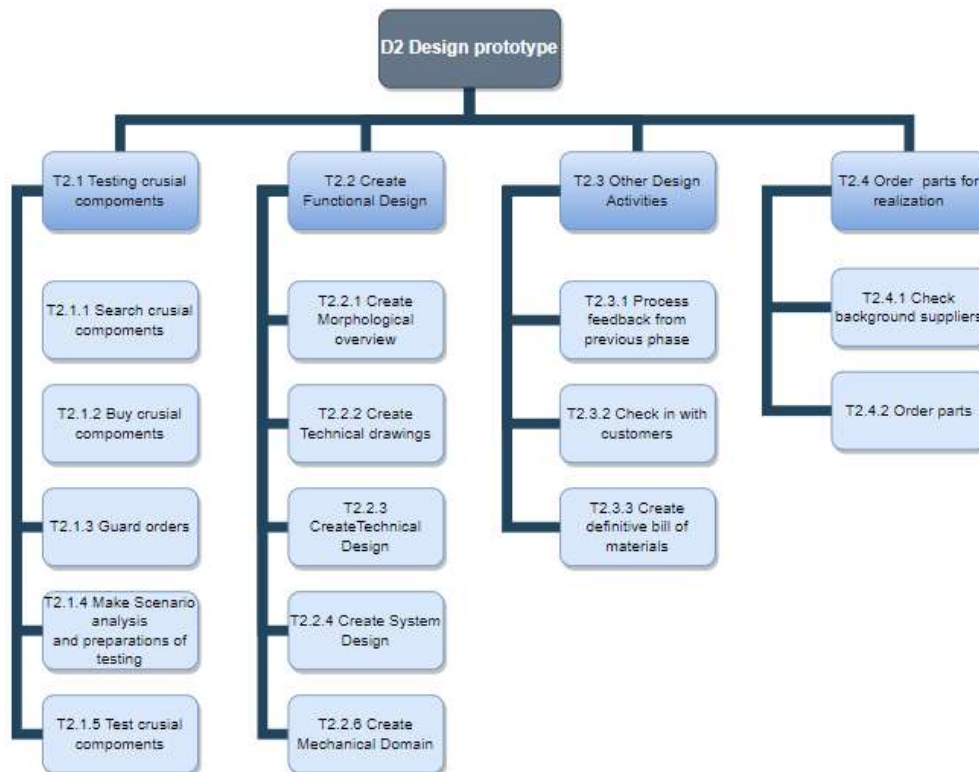 D2 Design prototype
T2.1 Testing crusial
compoments
T2.1.1 Search crusial
compoments
T2.1.2 Buy crusial
components
T2.1.3 Guard orders
T2.1.4 Make Scenario
analysis
and preparations of
testing
T2.1.5 Test crusial
compoments
T2.2 Create
Functional Design
T2.2.1 Create
Morphological
overview
T2.2.2 Create
Technical drawings
T2.2.3
CreateTechnical
Design
T2.2.4 Create System
Design
T2.2.6 Create
Mechanical Domain
T2.3 Other Design
Activities
T2.3.1 Process
feedback from
previous phase
T2.3.2 Check in with
customers
T2.3.3 Create
definitive bill of
materials
T2.4 Order parts for
realization
T2.4.1 Check
background suppliers
T2.4.2 Order parts